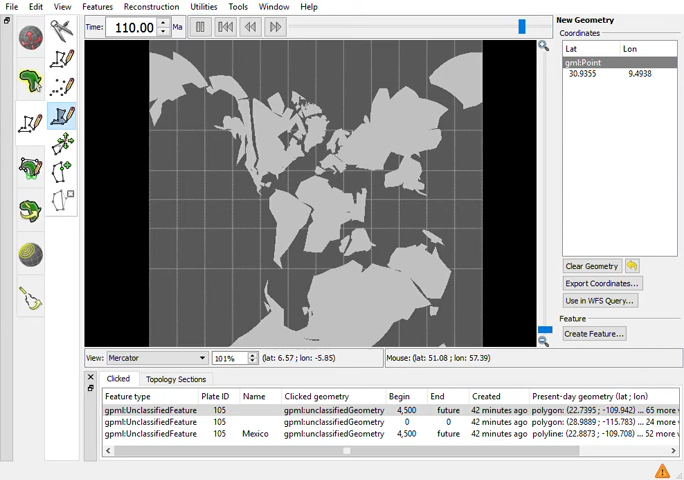 File Edit View Features Reconstruction Utilities Tools Window Help
Time: 110.00 Ma
New Geometry
Coordinates
Lat Lon
gml:Point
30.9355 9.4938
Clear Geometry
Export Coordinates...
Use in WFS Query...
Feature
Create Feature...
View: Mercator 101% (lat: 6.57 ; lon: -5.85) Mouse: (lat: 51.08 ; lon: 57.39)
Clicked Topology Sections
Feature type Plate ID Name Clicked geometry Begin End Created Present-day geometry (lat ; lon)
gpml:UnclassifiedFeature 105 gpml:unclassifiedGeometry 4,500 future 42 minutes ago polygon: (22.7395 ; -109.942) ... 65 more v
gpml:UnclassifiedFeature 105 gpml:unclassifiedGeometry 0 0 42 minutes ago polygon: (28.9889 ; -115.783) ... 24 more v
gpml:UnclassifiedFeature 105 Mexico gpml:unclassifiedGeometry 4,500 future 42 minutes ago polyline: (22.8873 ; -109.708) ... 52 more v